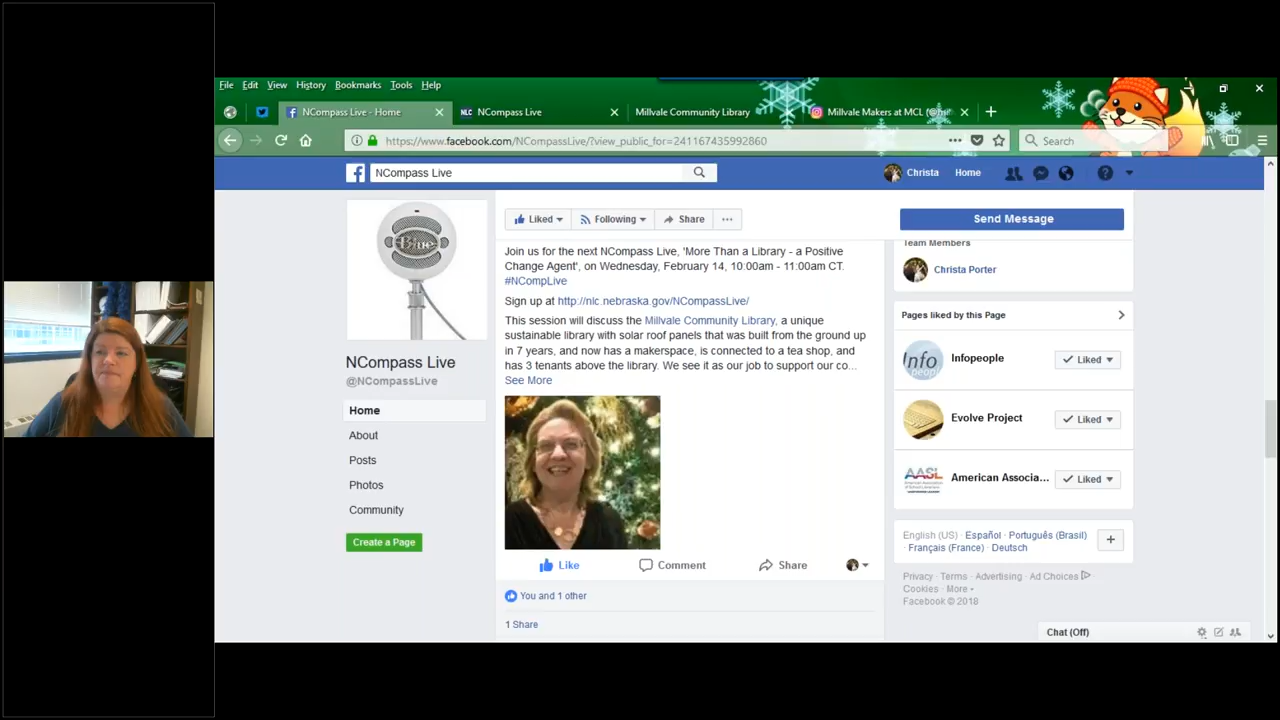 File Edit View History Bookmarks Tools Help
NCompass Live - Home
NLC NCompass Live
Millvale Community Library
Millvale Makers at MCL
https://www.facebook.com/NCompassLive/?view_public_for=241167435992860
Search
NCompass Live
Christa Home
Blue
NCompass Live
@NCompassLive
Home
About
Posts
Photos
Community
Create a Page
Liked Following Share
Send Message
Join us for the next NCompass Live, 'More Than a Library - a Positive
Change Agent', on Wednesday, February 14, 10:00am - 11:00am CT.
#NCompLive
Sign up at http://nlc.nebraska.gov/NCompassLive/
This session will discuss the Millvale Community Library, a unique
sustainable library with solar roof panels that was built from the ground up
in 7 years, and now has a makerspace, is connected to a tea shop, and
has 3 tenants above the library. We see it as our job to support our co...
See More
Like Comment Share
You and 1 other
1 Share
Team Members
Christa Porter
Pages liked by this Page
Info
people
Infopeople
Liked
Evolve Project
Liked
AASL
American Associa...
Liked
English (US) · Español · Português (Brasil)
· Français (France) · Deutsch
Privacy · Terms · Advertising · Ad Choices
Cookies · More
Facebook © 2018
Chat (Off)